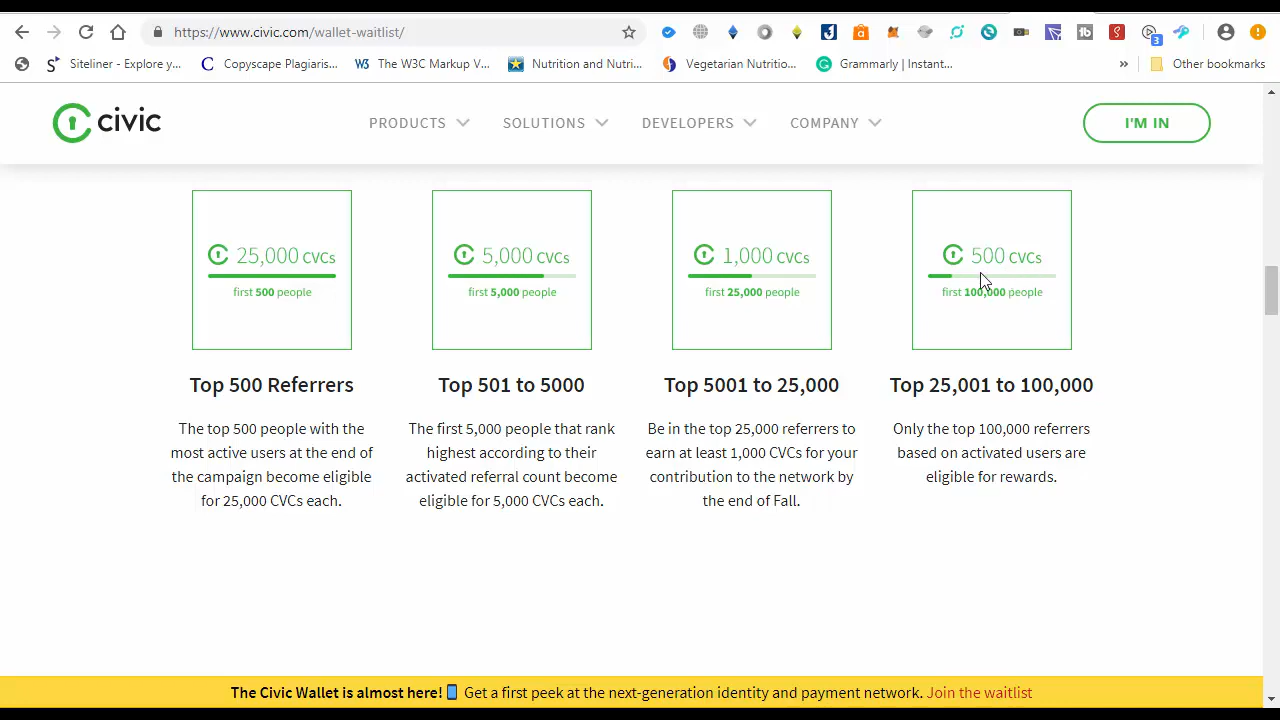 https://www.civic.com/wallet-waitlist/
3
Siteliner - Explore y...
Copyscape Plagiaris...
W3 The W3C Markup V...
Nutrition and Nutri...
Vegetarian Nutritio...
Grammarly | Instant...
» Other bookmarks
civic
PRODUCTS
SOLUTIONS
DEVELOPERS
COMPANY
I'M IN
25,000 CVCs
first 500 people
5,000 CVCs
first 5,000 people
1,000 CVCs
first 25,000 people
500 CVCs
first 100,000 people
Top 500 Referrers
The top 500 people with the
most active users at the end of
the campaign become eligible
for 25,000 CVCs each.
Top 501 to 5000
The first 5,000 people that rank
highest according to their
activated referral count become
eligible for 5,000 CVCs each.
Top 5001 to 25,000
Be in the top 25,000 referrers to
earn at least 1,000 CVCs for your
contribution to the network by
the end of Fall.
Top 25,001 to 100,000
Only the top 100,000 referrers
based on activated users are
eligible for rewards.
The Civic Wallet is almost here! Get a first peek at the next-generation identity and payment network. Join the waitlist